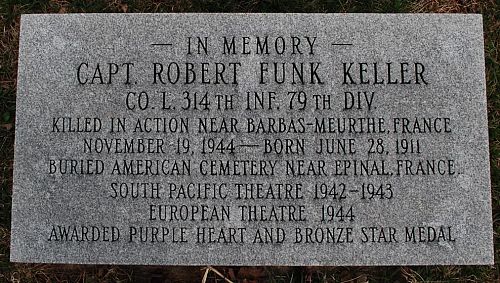 — IN MEMORY —
CAPT. ROBERT FUNK KELLER
CO. L. 314TH INF. 79TH DIV.
KILLED IN ACTION NEAR BARBAS-MEURTHE, FRANCE
NOVEMBER 19, 1944 — BORN JUNE 28, 1911
BURIED AMERICAN CEMETERY NEAR EPINAL, FRANCE.
SOUTH PACIFIC THEATRE 1942-1943
EUROPEAN THEATRE 1944
AWARDED PURPLE HEART AND BRONZE STAR MEDAL